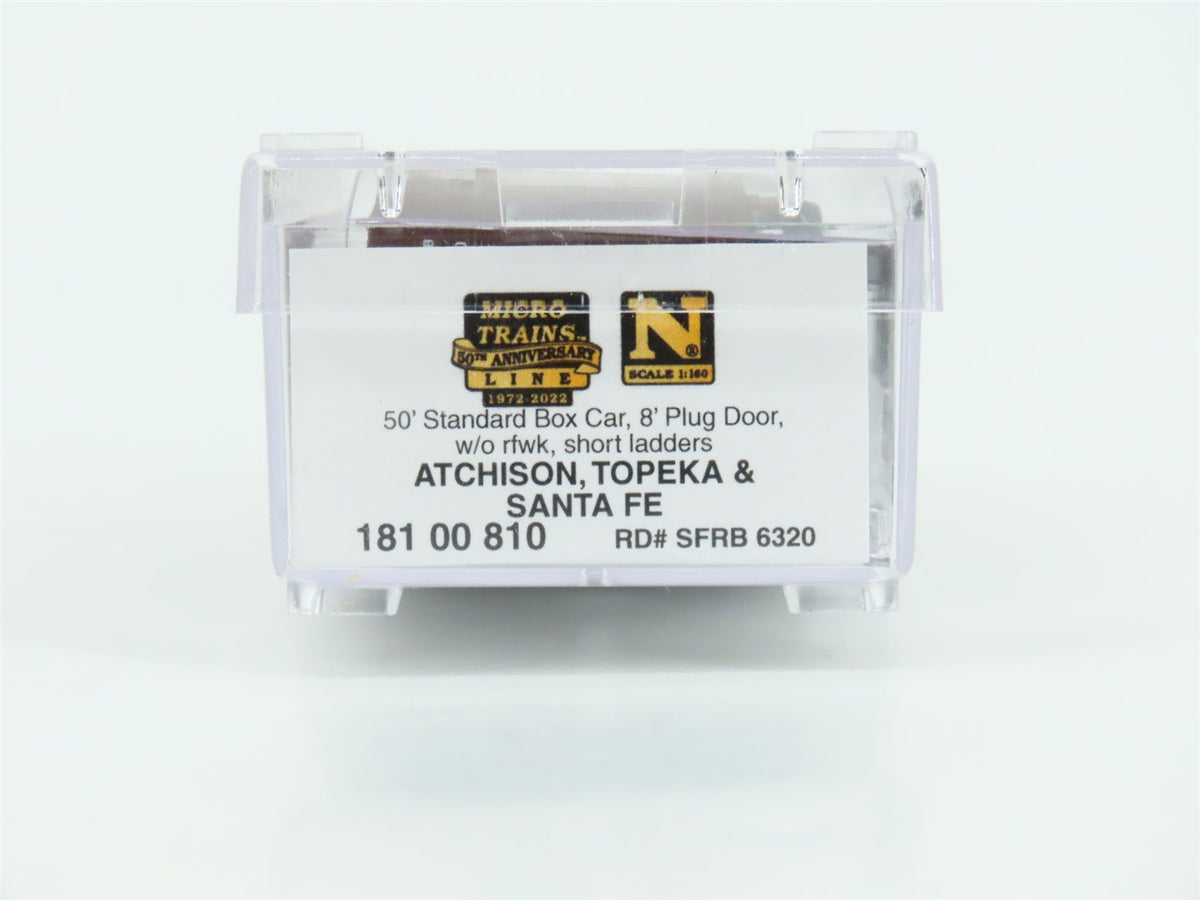 MICRO
TRAINS
50TH ANNIVERSARY
LINE
1972-2022
N®
SCALE 1:160
50' Standard Box Car, 8' Plug Door,
w/o rfwk, short ladders
ATCHISON, TOPEKA &
SANTA FE
181 00 810 RD# SFRB 6320